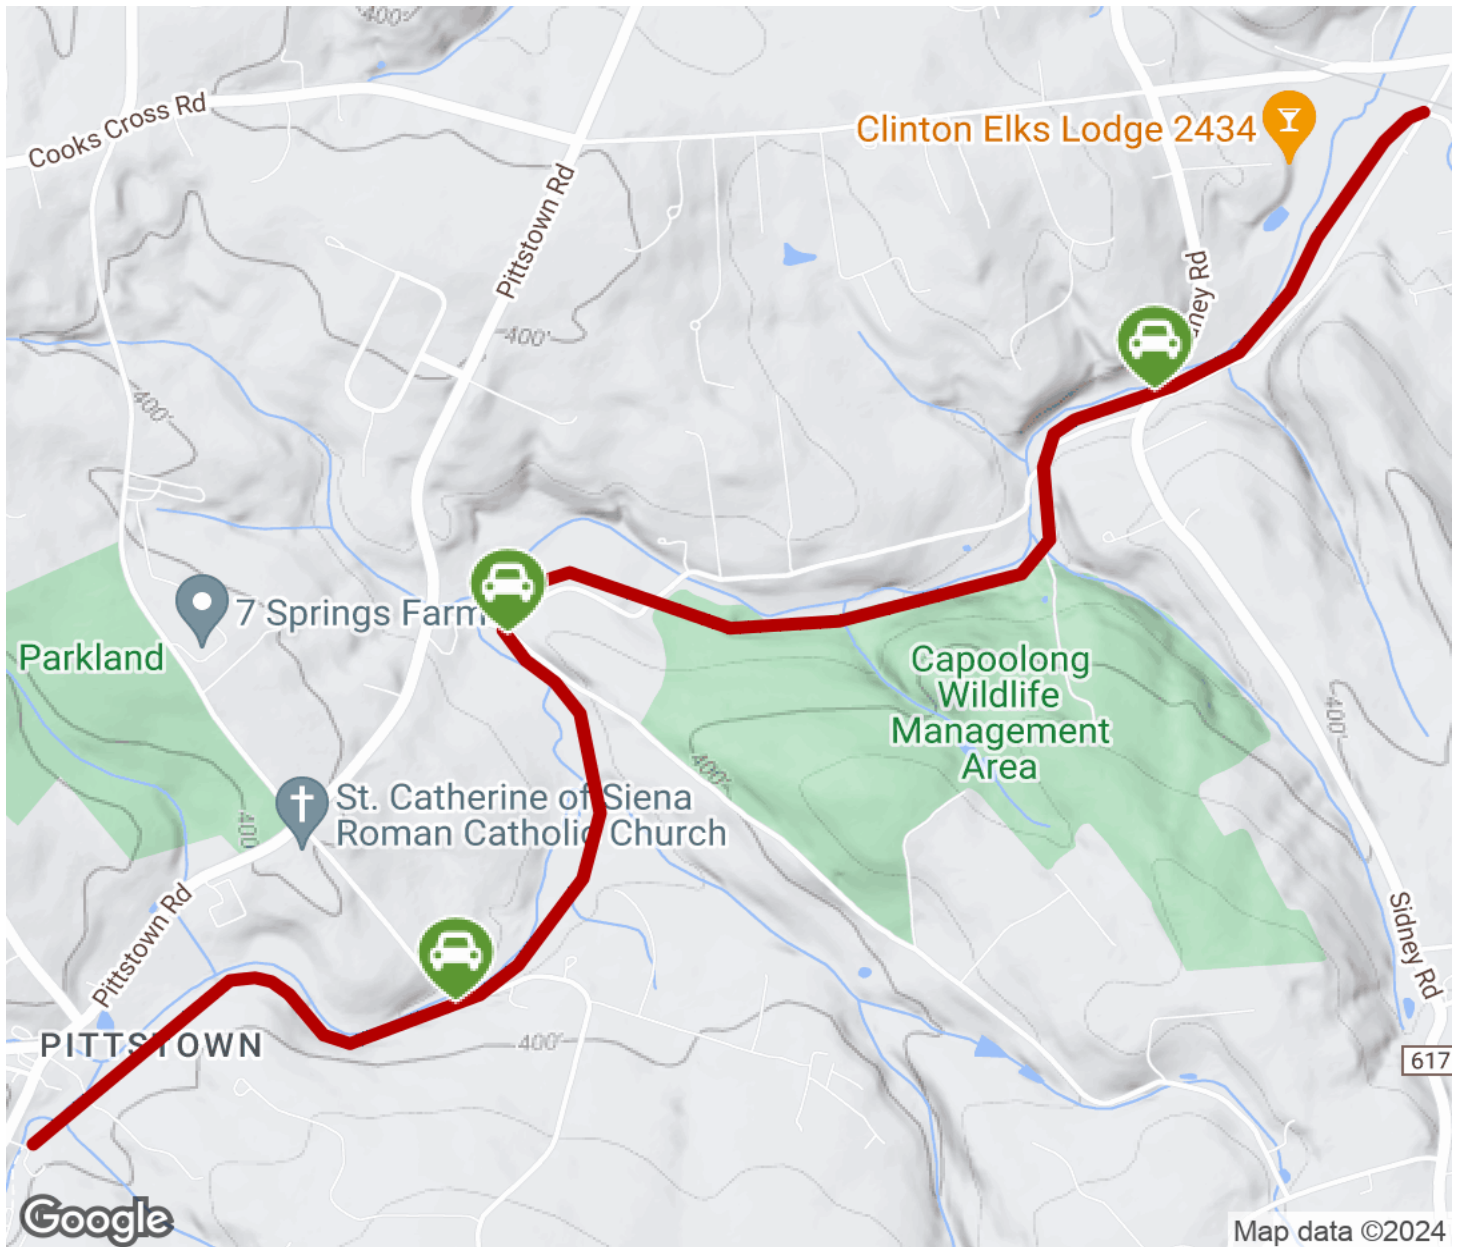 400'
Cooks Cross Rd
Clinton Elks Lodge 2434
Pittstown Rd
400'
400'
7 Springs Farm
Parkland
Capoolong
Wildlife
Management
Area
400'
400'
St. Catherine of Siena
Roman Catholic Church
400
Pittstown Rd
Sidney Rd
PITTSTOWN
400'
617
Google
Map data ©2024